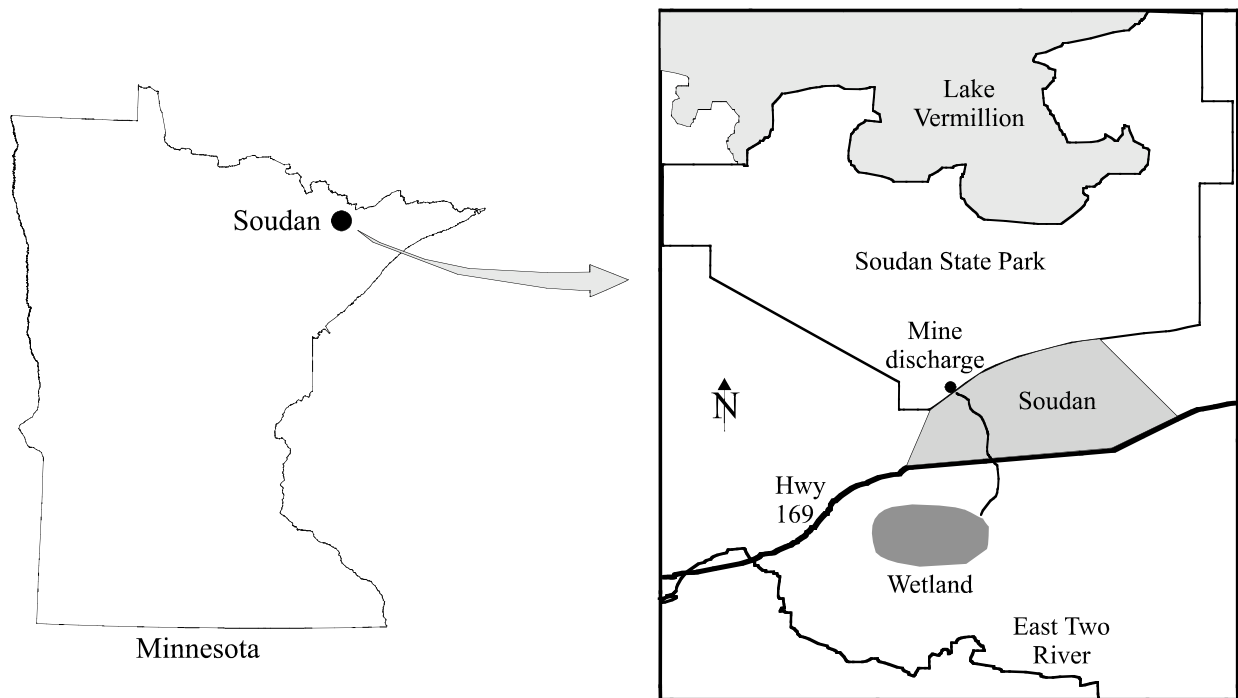 Soudan
Minnesota
Lake
Vermillion
Soudan State Park
Mine
discharge
N
Soudan
Hwy
169
Wetland
East Two
River